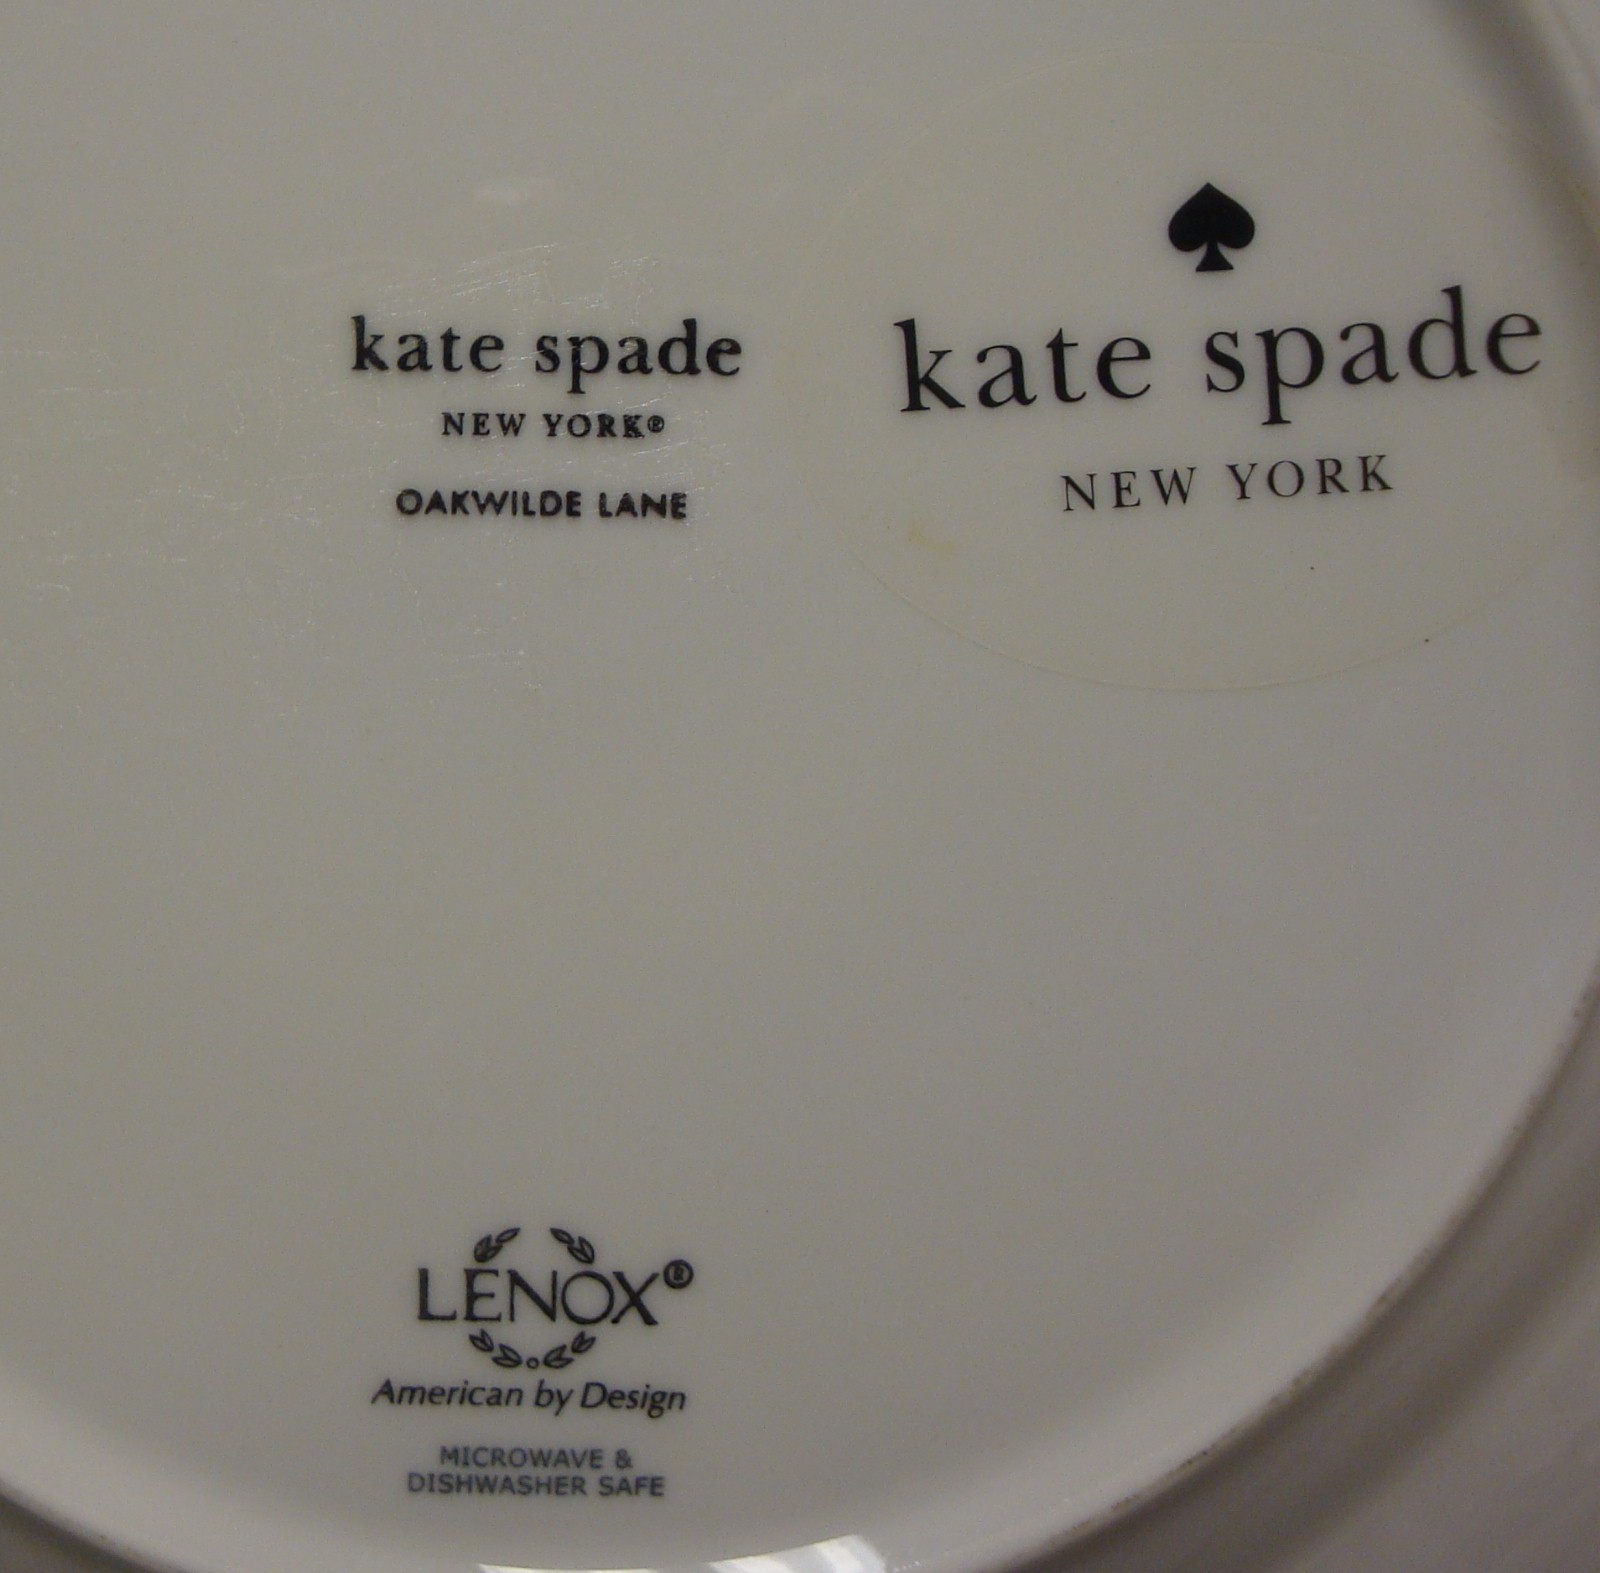 kate spade
NEW YORK®
OAKWILDE LANE
kate spade
NEW YORK
LENOX®
American by Design
MICROWAVE &
DISHWASHER SAFE